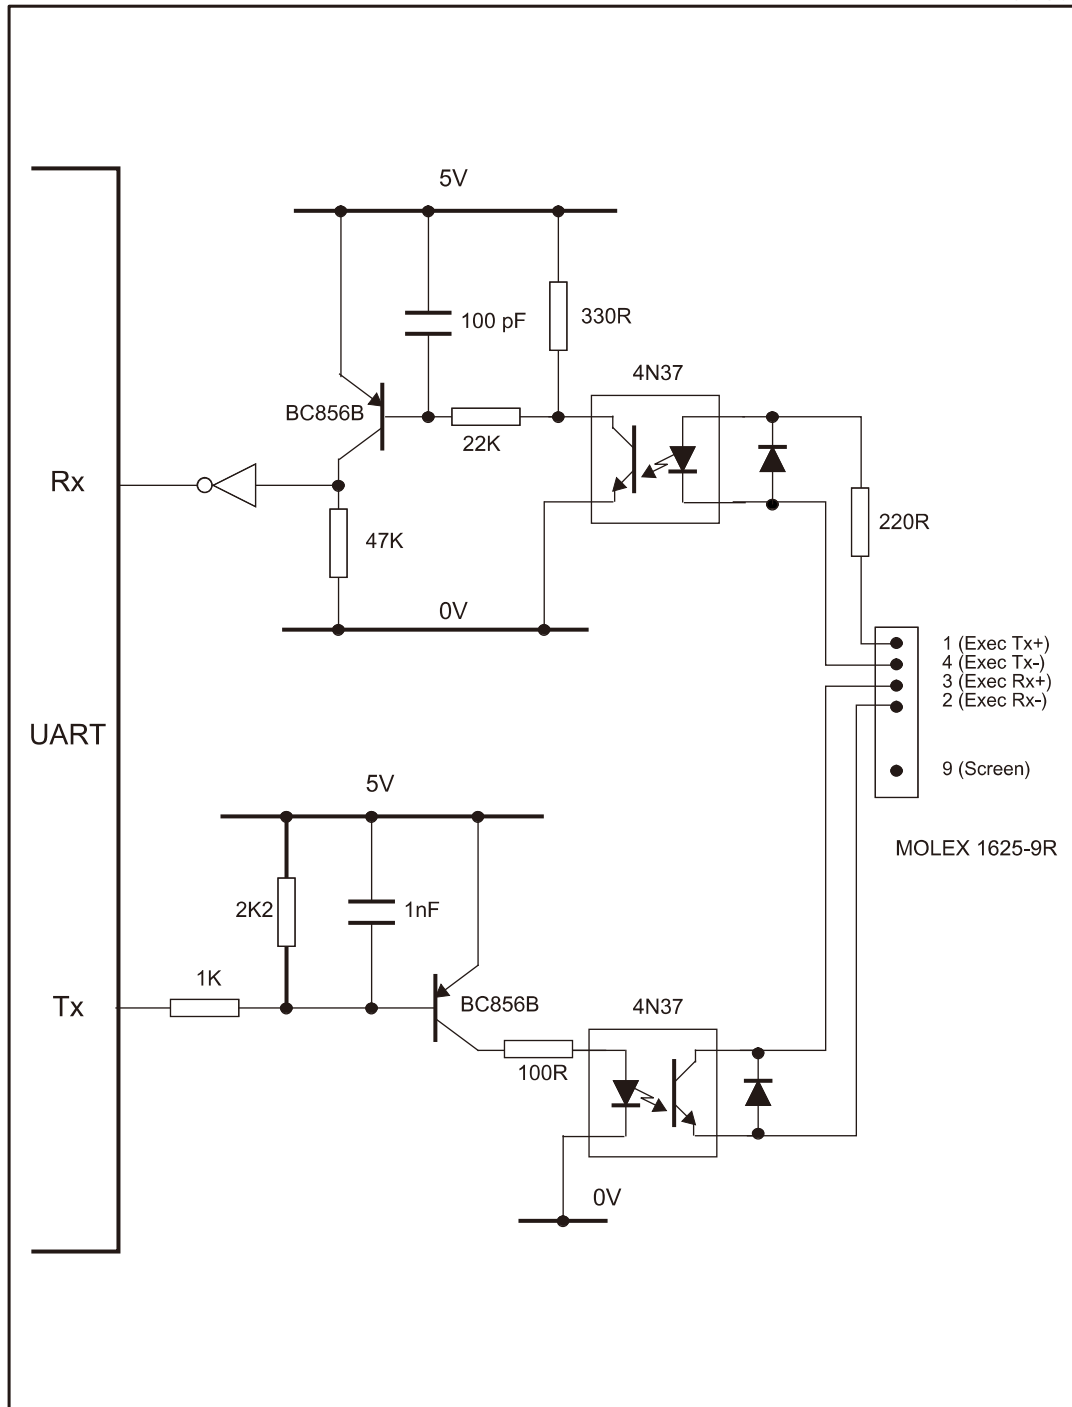 5V
100 pF
330R
4N37
BC856B
22K
Rx
220R
47K
0V
1 (Exec Tx+)
4 (Exec Tx-)
3 (Exec Rx+)
2 (Exec Rx-)
UART
9 (Screen)
5V
MOLEX 1625-9R
2K2
1nF
1K
Tx
BC856B
4N37
100R
0V